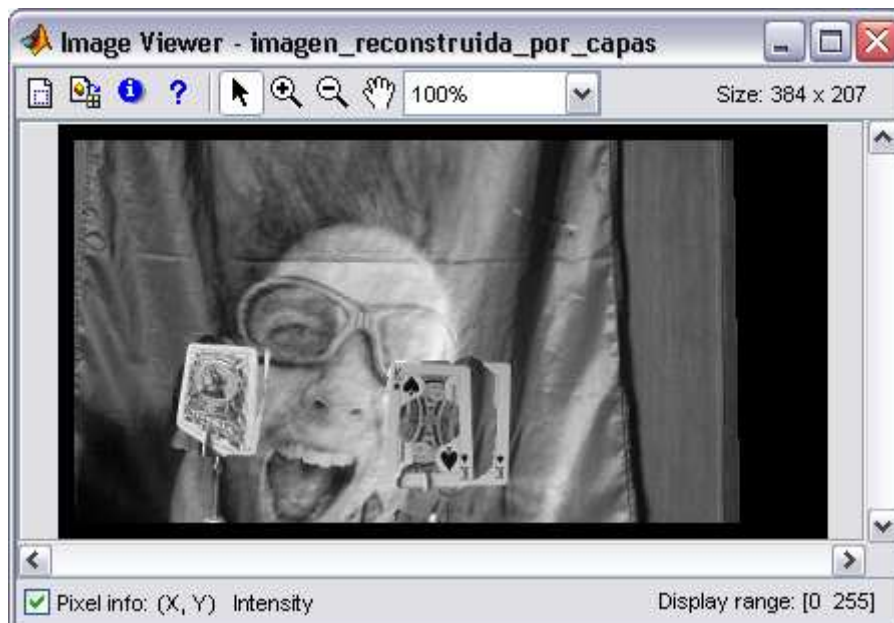 Image Viewer - imagen_reconstruida_por_capas
100%
Size: 384 x 207
Pixel info: (X, Y) Intensity
Display range: [0 255]